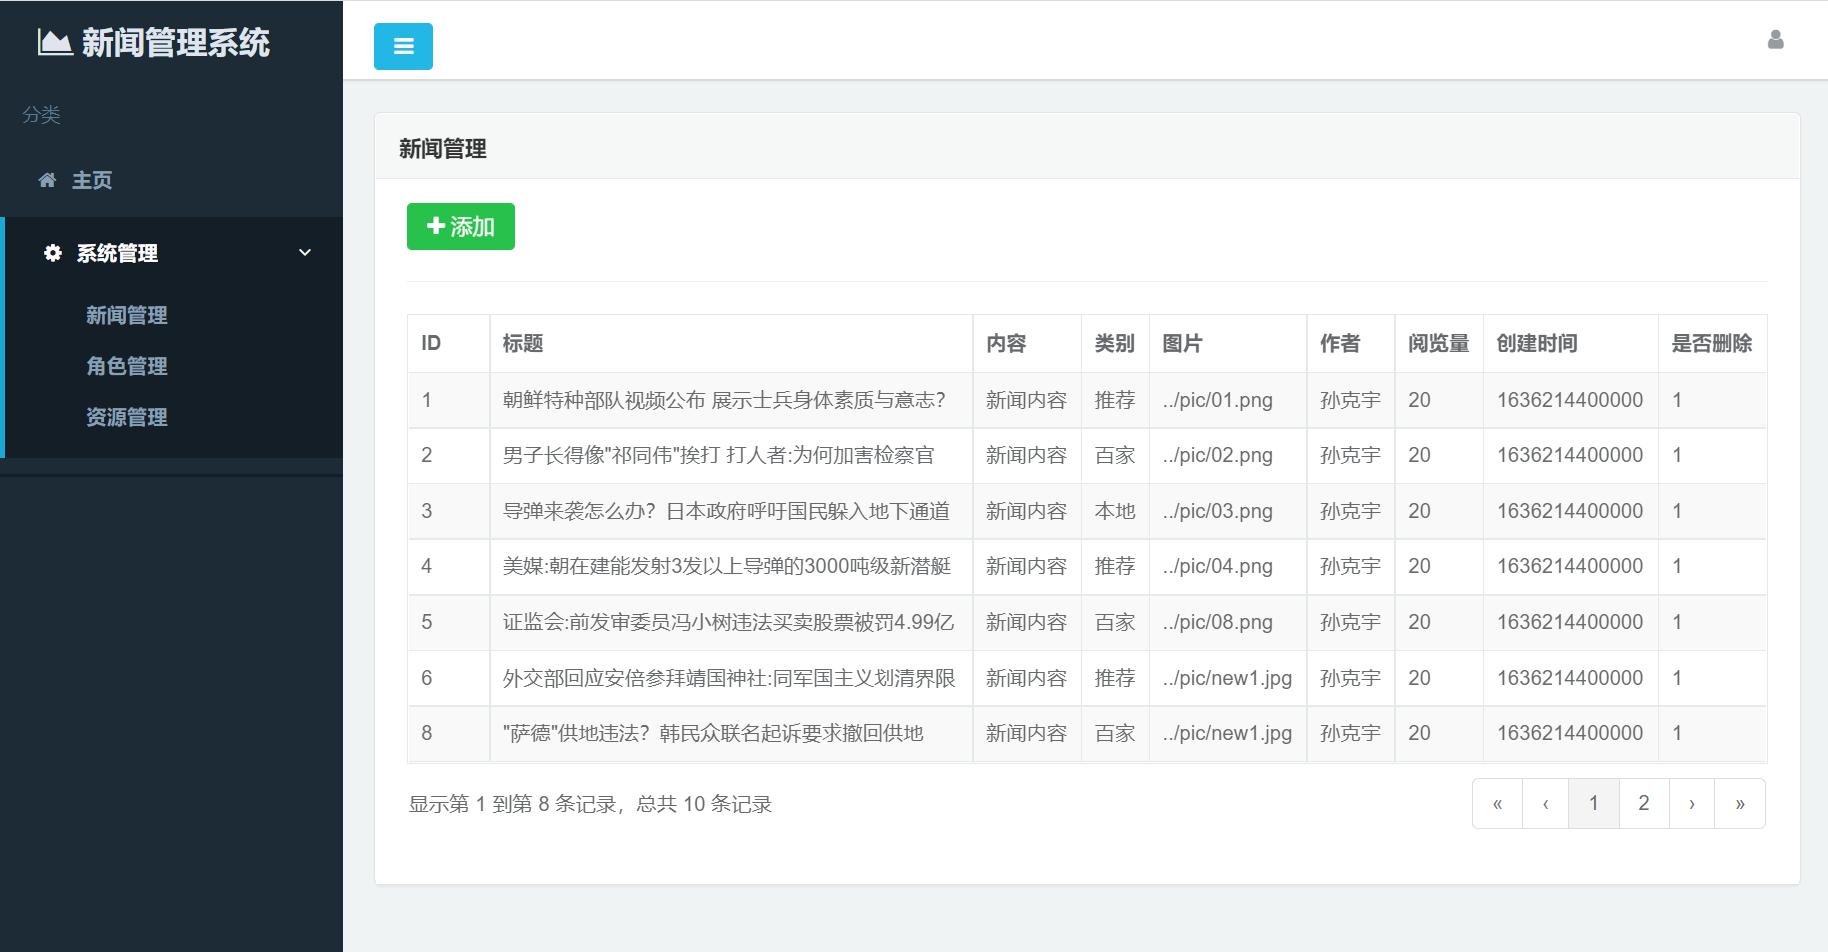 新闻管理系统
分类
主页
系统管理
新闻管理
角色管理
资源管理
新闻管理
添加
ID 标题 内容 类别 图片 作者 阅览量 创建时间 是否删除
1 朝鲜特种部队视频公布 展示士兵身体素质与意志? 新闻内容 推荐 ../pic/01.png 孙克宇 20 1636214400000 1
2 男子长得像"祁同伟"挨打 打人者:为何加害检察官 新闻内容 百家 ../pic/02.png 孙克宇 20 1636214400000 1
3 导弹来袭怎么办？日本政府呼吁国民躲入地下通道 新闻内容 本地 ../pic/03.png 孙克宇 20 1636214400000 1
4 美媒:朝在建能发射3发以上导弹的3000吨级新潜艇 新闻内容 推荐 ../pic/04.png 孙克宇 20 1636214400000 1
5 证监会:前发审委员冯小树违法买卖股票被罚4.99亿 新闻内容 百家 ../pic/08.png 孙克宇 20 1636214400000 1
6 外交部回应安倍参拜靖国神社:同军国主义划清界限 新闻内容 推荐 ../pic/new1.jpg 孙克宇 20 1636214400000 1
8 "萨德"供地违法？韩民众联名起诉要求撤回供地 新闻内容 百家 ../pic/new1.jpg 孙克宇 20 1636214400000 1
显示第 1 到第 8 条记录，总共 10 条记录
« ‹ 1 2 › »